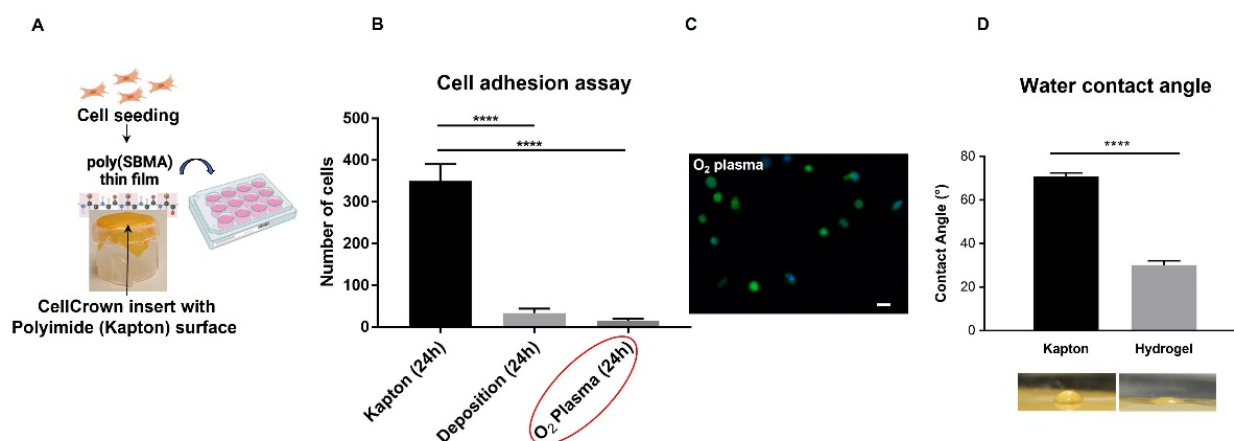 A
Cell seeding
poly(SBMA)
thin film
CellCrown insert with
Polyimide (Kapton) surface
B
Cell adhesion assay
Number of cells
500
400
300
200
100
0
****
****
Kapton (24h)
Deposition (24h)
O₂ Plasma (24h)
C
O₂ plasma
D
Water contact angle
Contact Angle (°)
80
60
40
20
0
****
Kapton
Hydrogel